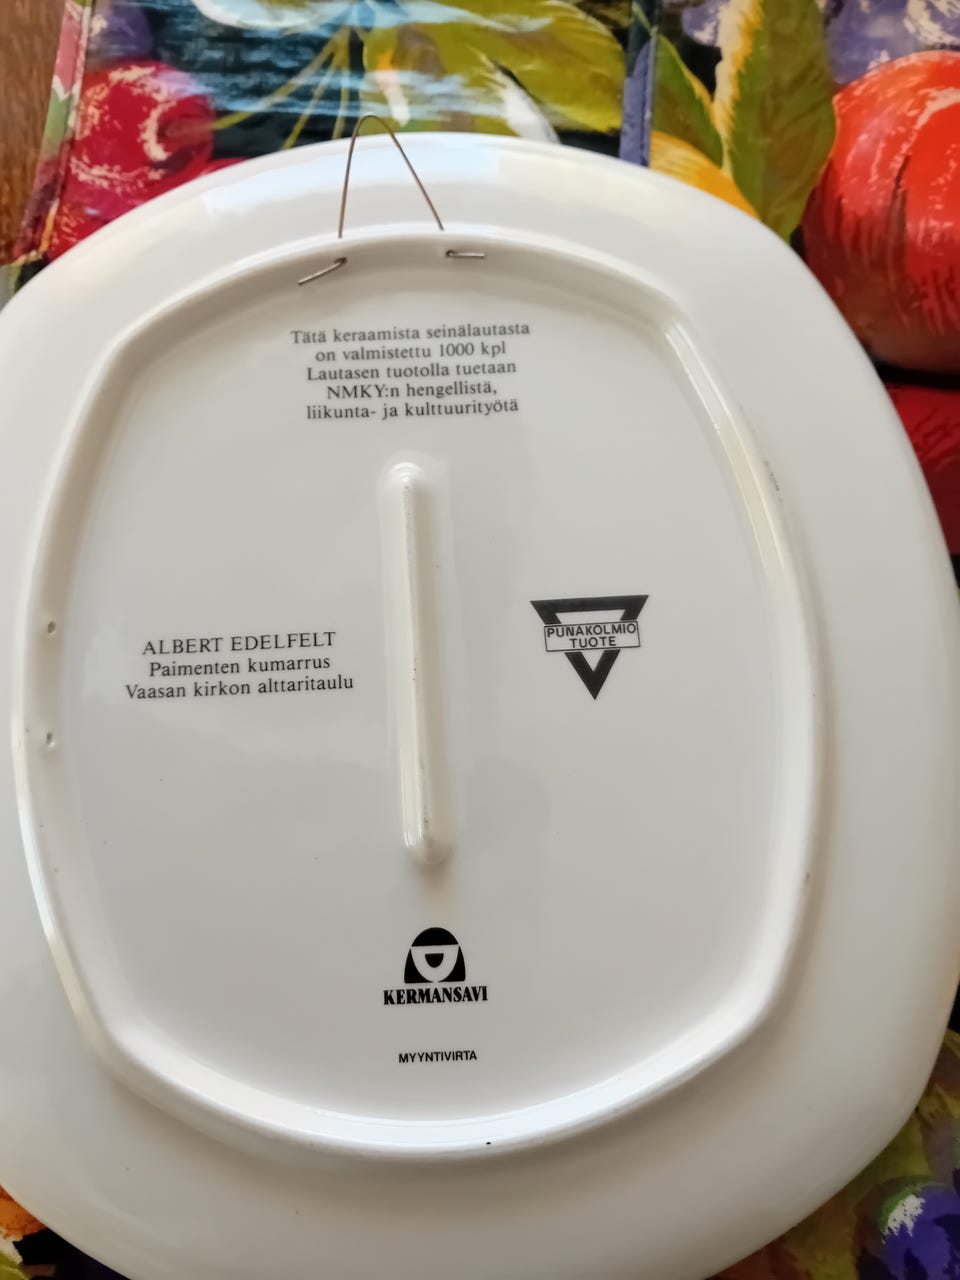 Tätä keraamista seinälautasta
on valmistettu 1000 kpl
Lautasen tuotolla tuetaan
NMKY:n hengellistä,
liikunta- ja kulttuurityötä
ALBERT EDELFELT
Paimenten kumarrus
Vaasan kirkon alttaritaulu
PUNAKOLMIO
TUOTE
KERMANSAVI
MYYNTIVIRTA